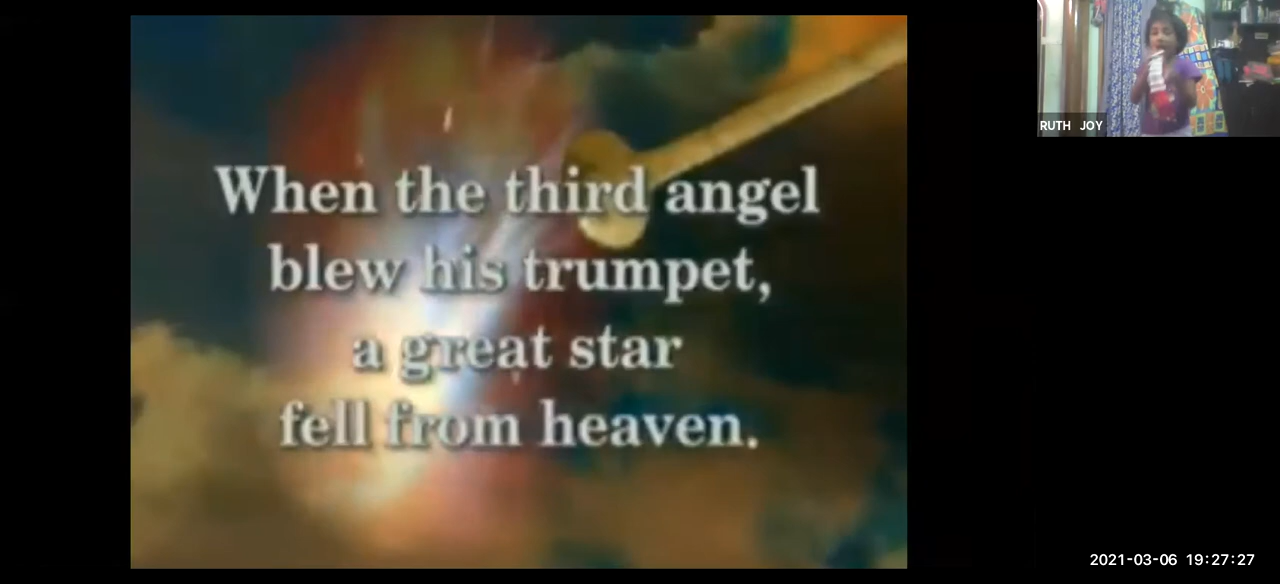 When the third angel
blew his trumpet,
a great star
fell from heaven.
RUTH JOY
2021-03-06 19:27:27